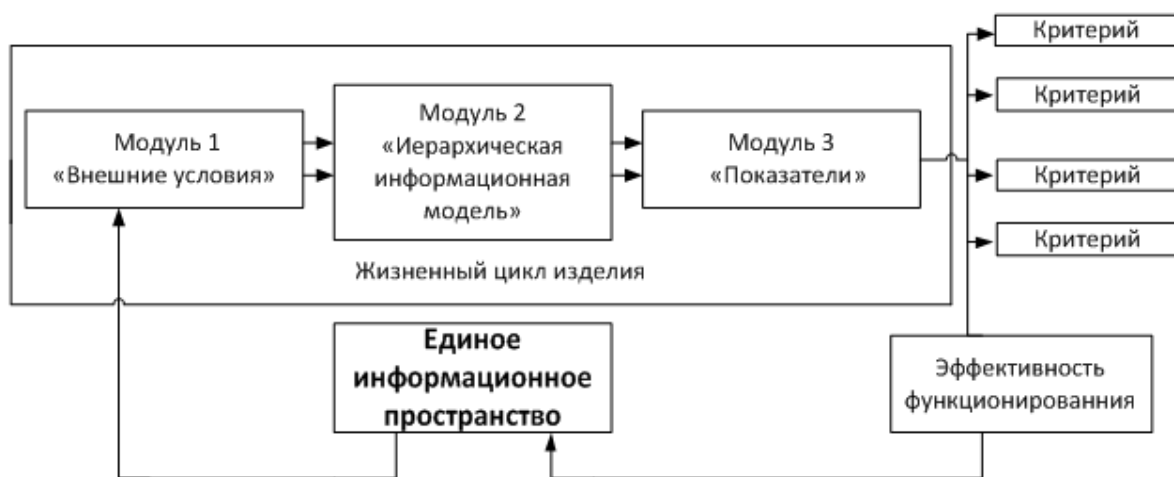 Критерий
Критерий
Критерий
Критерий
Модуль 1
«Внешние условия»
Модуль 2
«Иерархическая
информационная
модель»
Модуль 3
«Показатели»
Жизненный цикл изделия
Единое
информационное
пространство
Эффективность
функционированния